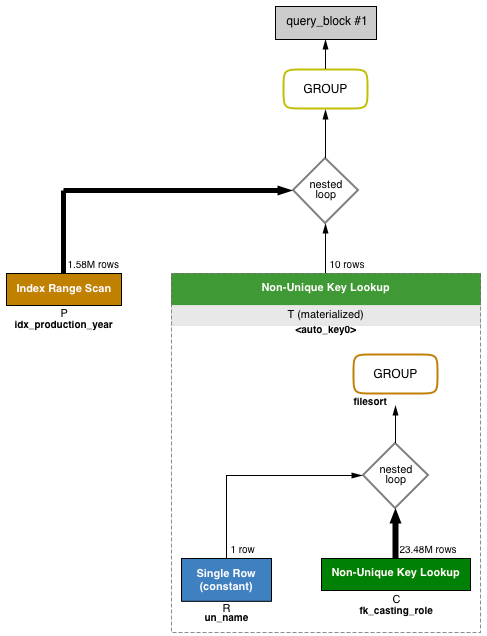 query_block #1
GROUP
nested
loop
1.58M rows
10 rows
Index Range Scan
P
idx_production_year
Non-Unique Key Lookup
T (materialized)
<auto_key0>
GROUP
filesort
nested
loop
1 row
23.48M rows
Single Row
(constant)
R
un_name
Non-Unique Key Lookup
C
fk_casting_role